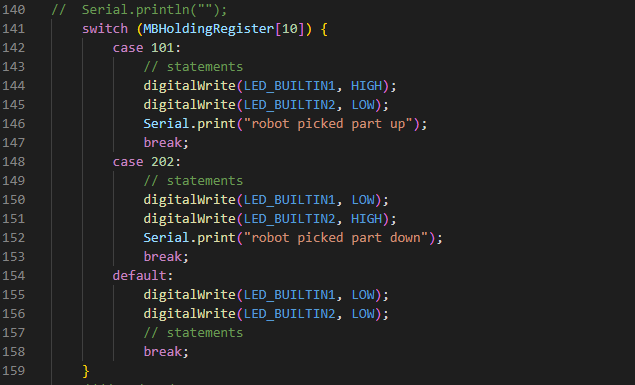 140 //  Serial.println("");
141     switch (MBHoldingRegister[10]) {
142         case 101:
143             // statements
144             digitalWrite(LED_BUILTIN1, HIGH);
145             digitalWrite(LED_BUILTIN2, LOW);
146             Serial.print("robot picked part up");
147             break;
148         case 202:
149             // statements
150             digitalWrite(LED_BUILTIN1, LOW);
151             digitalWrite(LED_BUILTIN2, HIGH);
152             Serial.print("robot picked part down");
153             break;
154         default:
155             digitalWrite(LED_BUILTIN1, LOW);
156             digitalWrite(LED_BUILTIN2, LOW);
157             // statements
158             break;
159     }